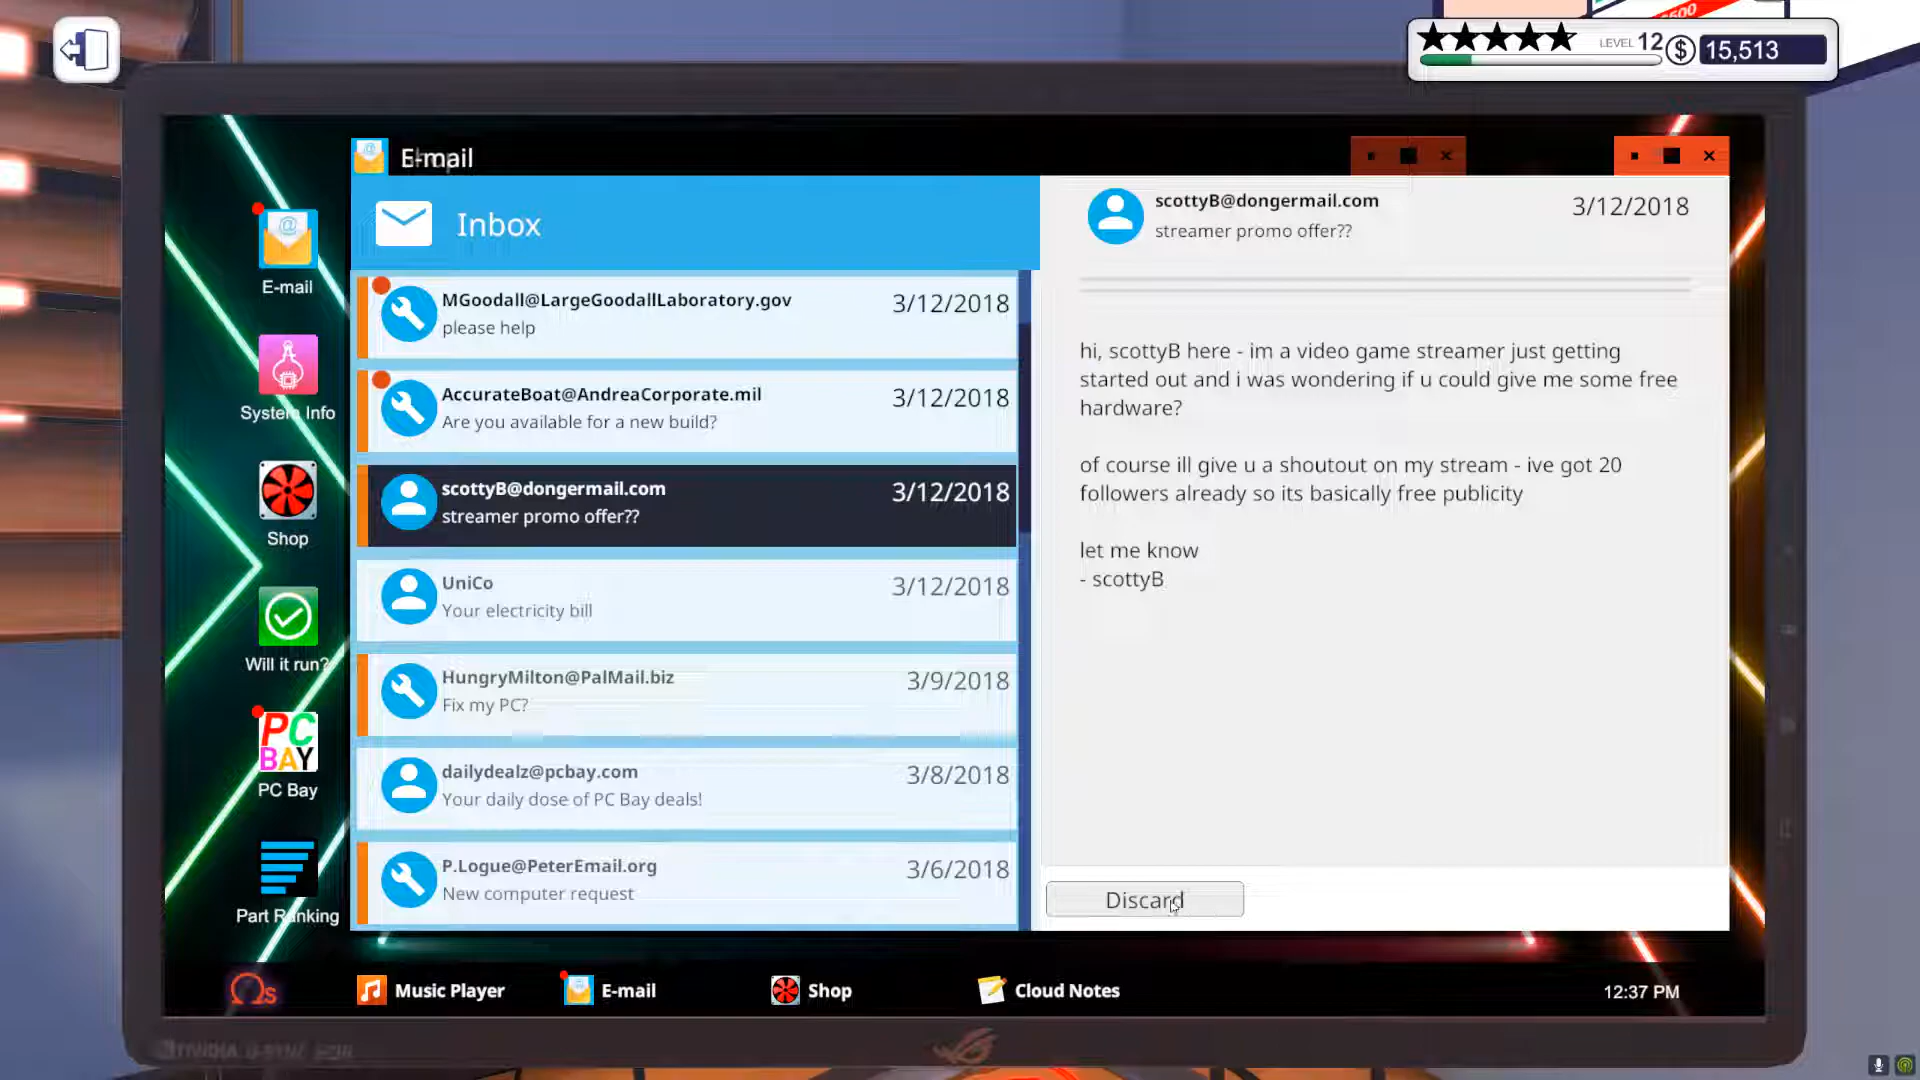 500
LEVEL 12
$ 15,513
E-mail
Inbox
scottyB@dongermail.com
3/12/2018
streamer promo offer??
E-mail
System Info
Shop
Will it run?
PC BAY
PC Bay
Part Ranking
MGoodall@LargeGoodallLaboratory.gov
3/12/2018
please help
AccurateBoat@AndreaCorporate.mil
3/12/2018
Are you available for a new build?
scottyB@dongermail.com
3/12/2018
streamer promo offer??
UniCo
3/12/2018
Your electricity bill
HungryMilton@PalMail.biz
3/9/2018
Fix my PC?
dailydealz@pcbay.com
3/8/2018
Your daily dose of PC Bay deals!
P.Logue@PeterEmail.org
3/6/2018
New computer request
hi, scottyB here - im a video game streamer just getting
started out and i was wondering if u could give me some free
hardware?
of course ill give u a shoutout on my stream - ive got 20
followers already so its basically free publicity
let me know
- scottyB
Discard
Ωs
Music Player
E-mail
Shop
Cloud Notes
12:37 PM
NVIDIA G-SYNC HDR